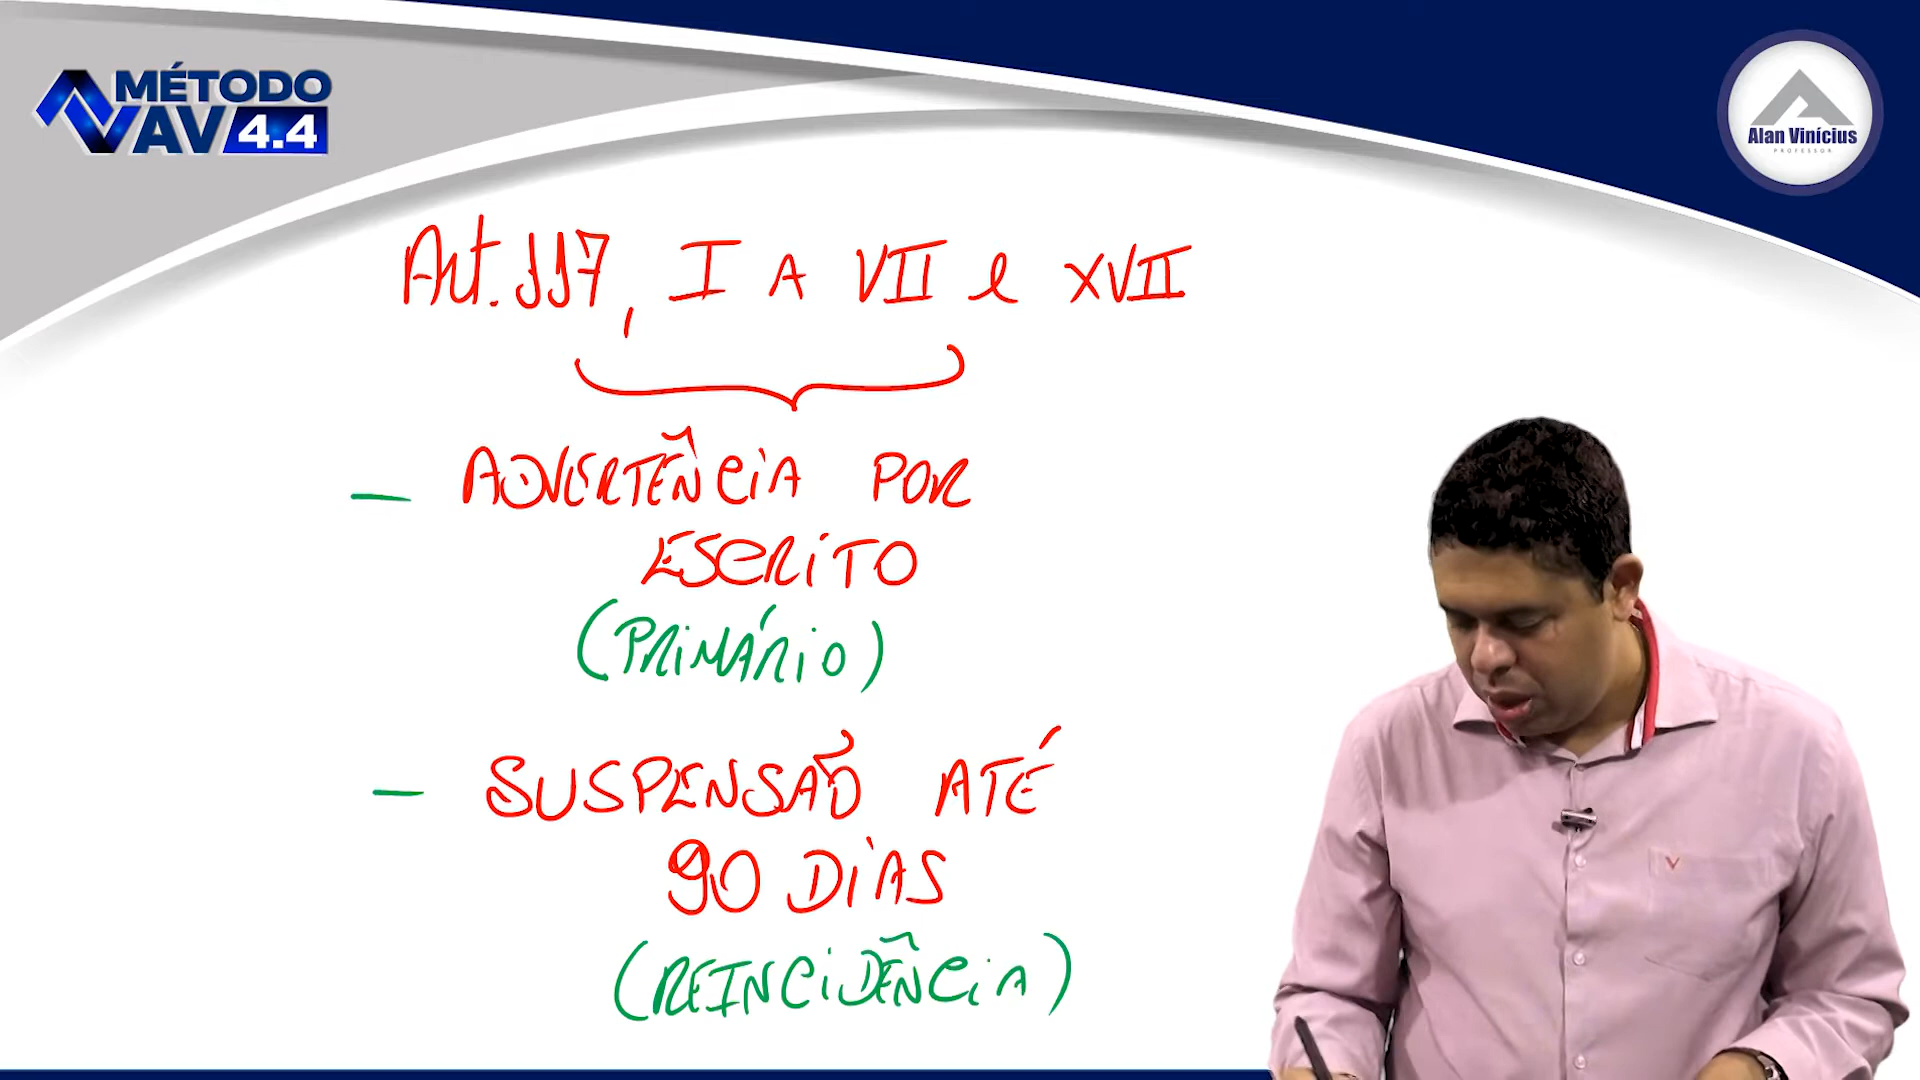 MÉTODO
AV 4.4
Alan Vinícius
PROFESSOR
Art. 117, I A VII e XVII
- ADVERTÊNCIA POR
ESCRITO
(PRIMÁRIO)
- SUSPENSÃO ATÉ
90 DIAS
(REINCIDÊNCIA)